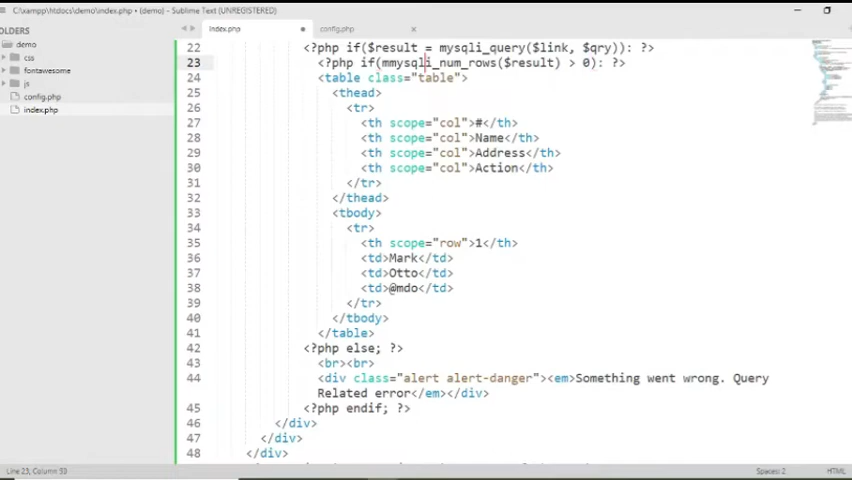 C:\xampp\htdocs\demo\index.php • (demo) - Sublime Text (UNREGISTERED)
OLDERS
demo
css
fontawesome
js
config.php
index.php
index.php
config.php
22 <?php if($result = mysqli_query($link, $qry)): ?>
23 <?php if(mmysqli_num_rows($result) > 0): ?>
24 <table class="table">
25 <thead>
26 <tr>
27 <th scope="col">#</th>
28 <th scope="col">Name</th>
29 <th scope="col">Address</th>
30 <th scope="col">Action</th>
31 </tr>
32 </thead>
33 <tbody>
34 <tr>
35 <th scope="row">1</th>
36 <td>Mark</td>
37 <td>Otto</td>
38 <td>@mdo</td>
39 </tr>
40 </tbody>
41 </table>
42 <?php else; ?>
43 <br><br>
44 <div class="alert alert-danger"><em>Something went wrong. Query
Related error</em></div>
45 <?php endif; ?>
46 </div>
47 </div>
48 </div>
Line 23, Column 53
Spaces: 2
HTML